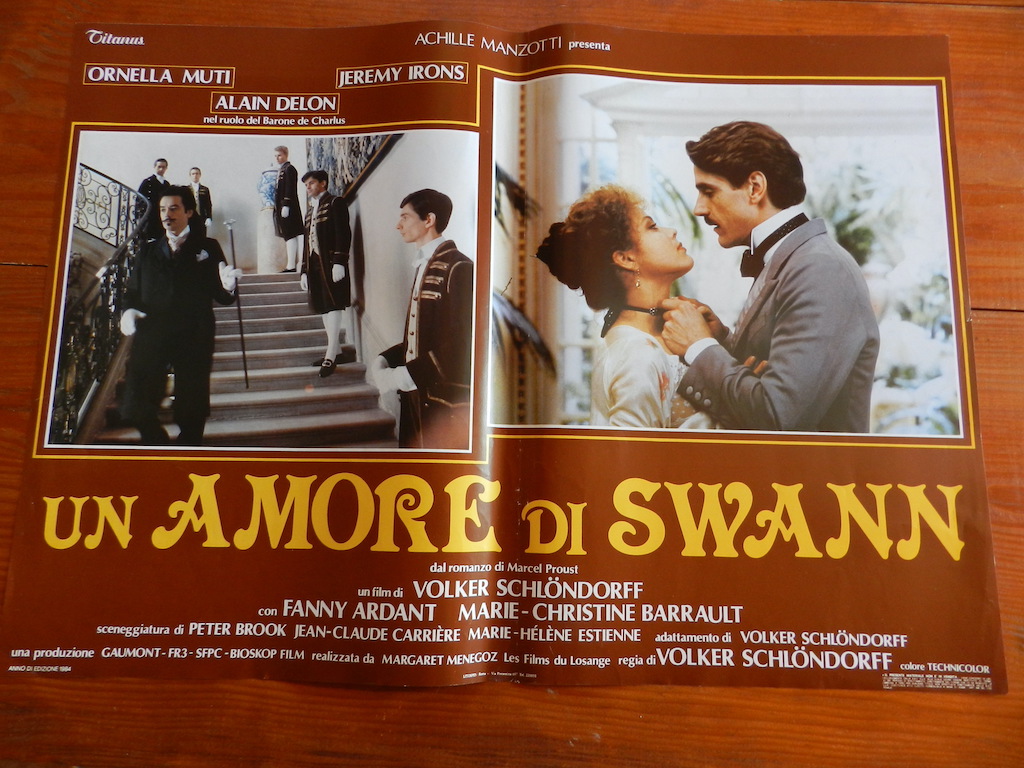 Titanus
ACHILLE MANZOTTI presenta
ORNELLA MUTI
JEREMY IRONS
ALAIN DELON
nel ruolo del Barone de Charlus
UN AMORE DI SWANN
dal romanzo di Marcel Proust
un film di VOLKER SCHLÖNDORFF
con FANNY ARDANT MARIE-CHRISTINE BARRAULT
sceneggiatura di PETER BROOK JEAN-CLAUDE CARRIÈRE MARIE-HÉLÈNE ESTIENNE adattamento di VOLKER SCHLÖNDORFF
una produzione GAUMONT-FR3-SFPC-BIOSKOP FILM realizzata da MARGARET MENEGOZ Les Films du Losange regia di VOLKER SCHLÖNDORFF colore TECHNICOLOR
ANNO DI EDIZIONE 1984